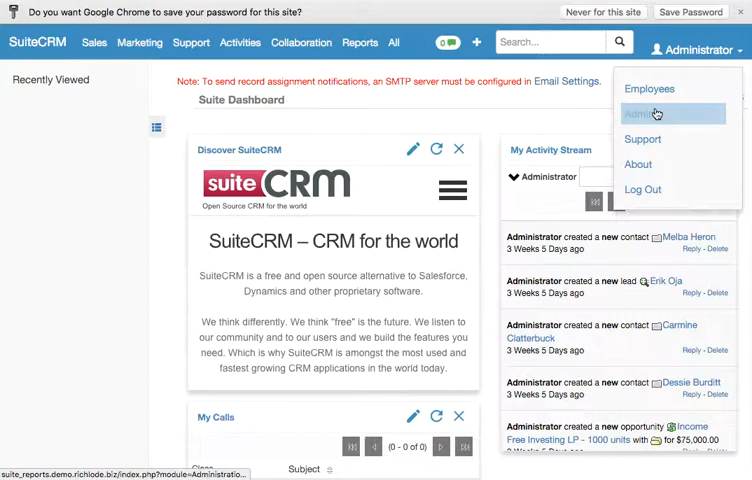 Do you want Google Chrome to save your password for this site?
Never for this site
Save Password
SuiteCRM
Sales
Marketing
Support
Activities
Collaboration
Reports
All
0
Search...
Administrator
Recently Viewed
Note: To send record assignment notifications, an SMTP server must be configured in Email Settings.
Suite Dashboard
Employees
Support
About
Log Out
Discover SuiteCRM
suite CRM
Open Source CRM for the world
SuiteCRM – CRM for the world
SuiteCRM is a free and open source alternative to Salesforce,
Dynamics and other proprietary software.
We think differently. We think "free" is the future. We listen to
our community and to our users and we build the features you
need. Which is why SuiteCRM is amongst the most used and
fastest growing CRM applications in the world today.
My Activity Stream
Administrator
Administrator created a new contact Melba Heron
3 Weeks 5 Days ago
Reply - Delete
Administrator created a new lead Erik Oja
3 Weeks 5 Days ago
Reply - Delete
Administrator created a new contact Carmine
Clatterbuck
3 Weeks 5 Days ago
Reply - Delete
Administrator created a new contact Dessie Burditt
3 Weeks 5 Days ago
Reply - Delete
Administrator created a new opportunity Income
Free Investing LP - 1000 units with for $75,000.00
My Calls
(0 - 0 of 0)
Close
Subject
suite_reports.demo.richlode.biz/index.php?module=Administratio...